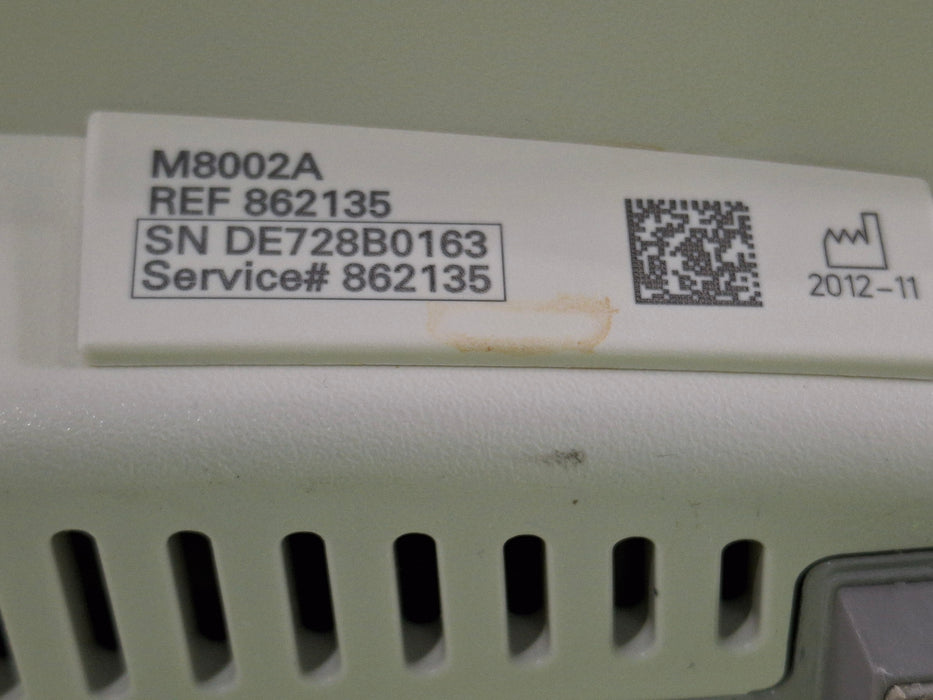 M8002A
REF 862135
SN DE728B0163
Service# 862135
2012-11